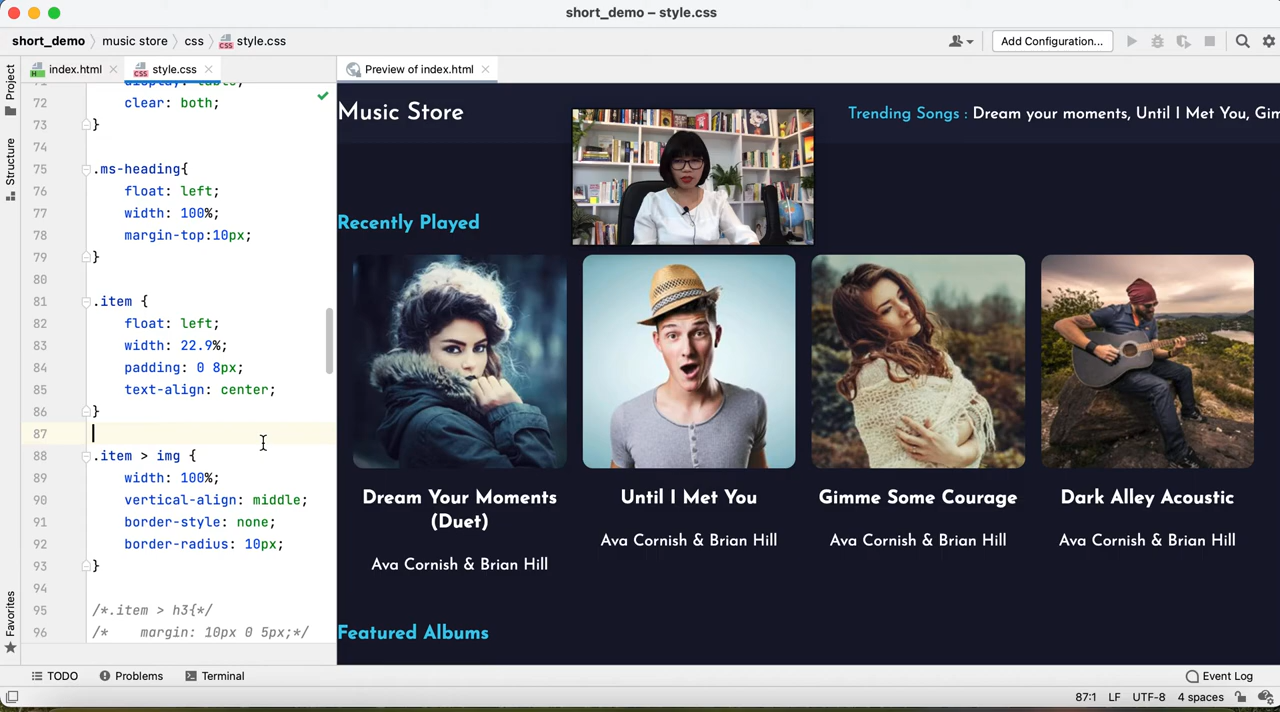 short_demo – style.css
short_demo music store css style.css
Add Configuration...
index.html style.css
Preview of index.html
Project
Structure
Favorites
72 clear: both;
73 }
74
75 .ms-heading{
76 float: left;
77 width: 100%;
78 margin-top:10px;
79 }
80
81 .item {
82 float: left;
83 width: 22.9%;
84 padding: 0 8px;
85 text-align: center;
86 }
87
88 .item > img {
89 width: 100%;
90 vertical-align: middle;
91 border-style: none;
92 border-radius: 10px;
93 }
94
95 /*.item > h3{*/
96 /* margin: 10px 0 5px;*/
Music Store
Trending Songs : Dream your moments, Until I Met You, Gim
Recently Played
Dream Your Moments
(Duet)
Ava Cornish & Brian Hill
Until I Met You
Ava Cornish & Brian Hill
Gimme Some Courage
Ava Cornish & Brian Hill
Dark Alley Acoustic
Ava Cornish & Brian Hill
Featured Albums
TODO Problems Terminal
Event Log
87:1 LF UTF-8 4 spaces